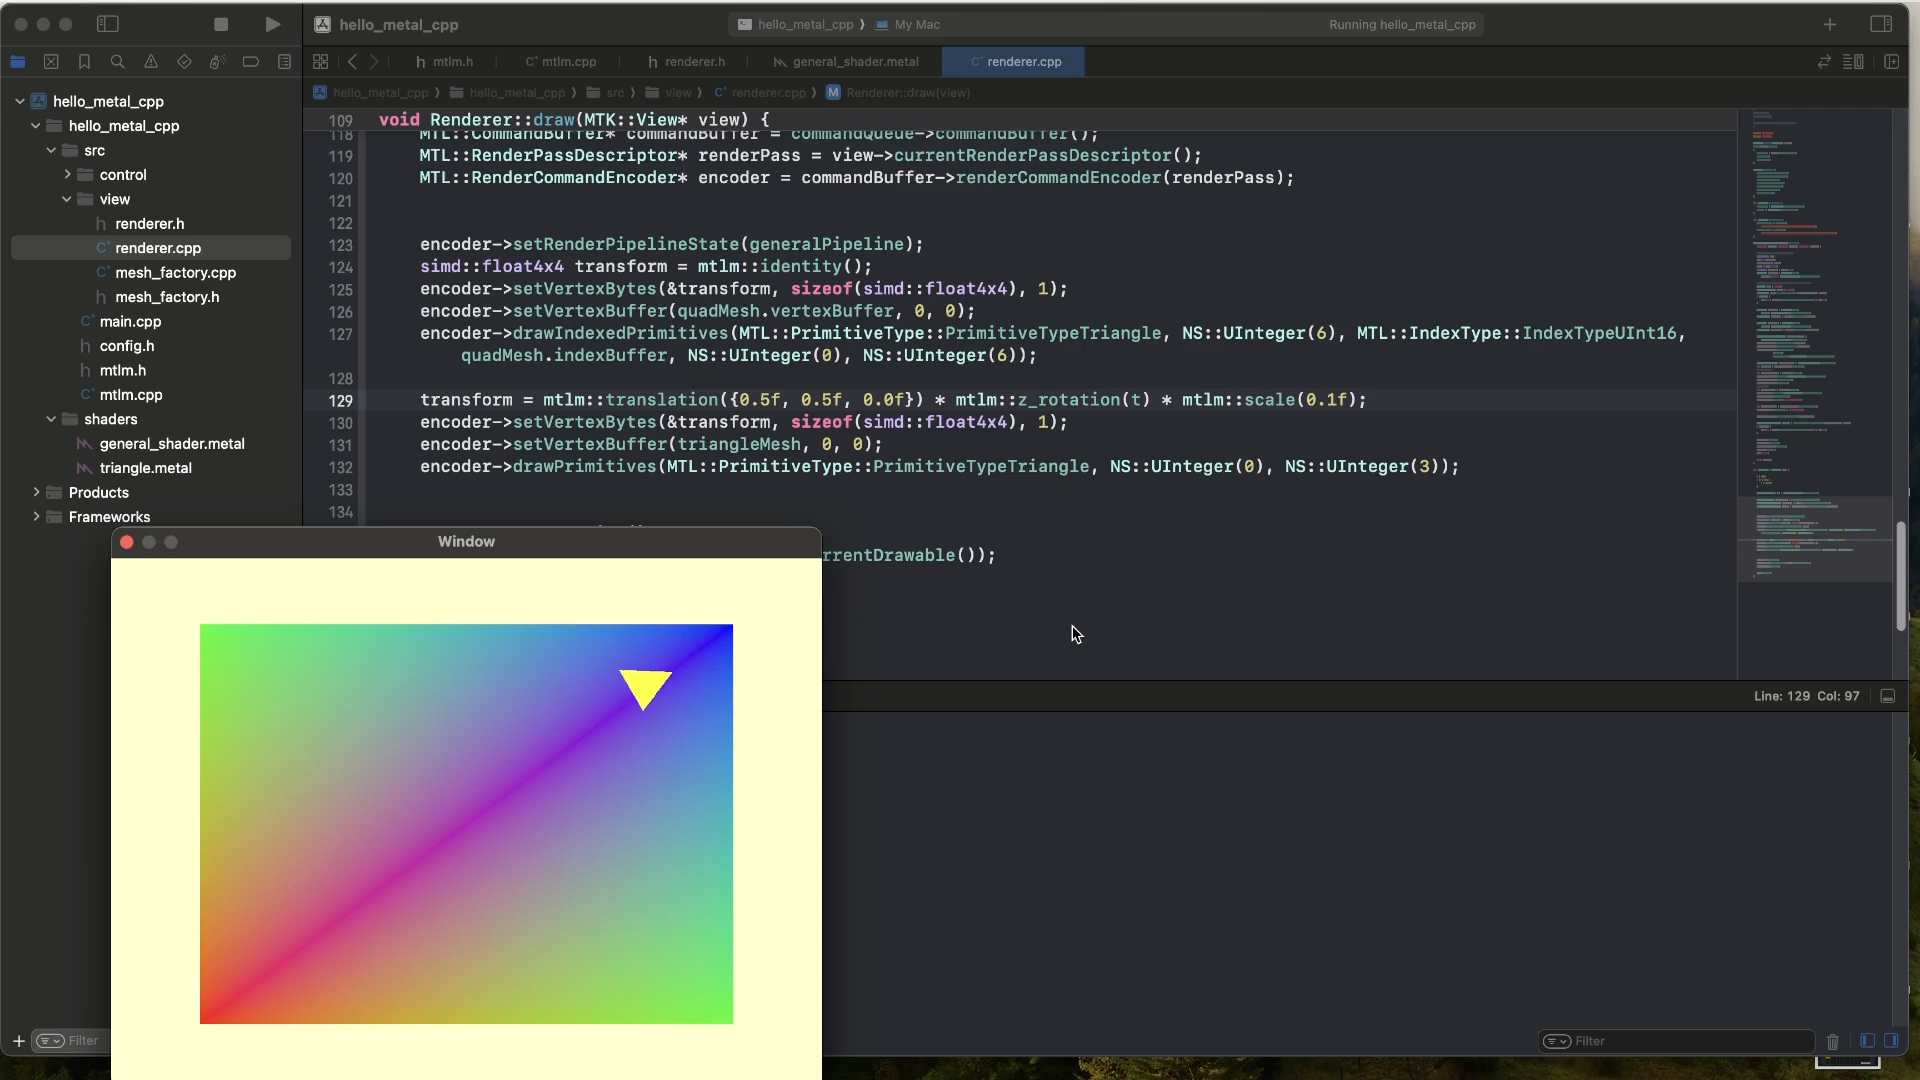 hello_metal_cpp
hello_metal_cpp ❭ My Mac
Running hello_metal_cpp
mtlm.h
mtlm.cpp
renderer.h
general_shader.metal
renderer.cpp
hello_metal_cpp ❭ hello_metal_cpp ❭ src ❭ view ❭ renderer.cpp ❭ M Renderer::draw(view)
hello_metal_cpp
hello_metal_cpp
src
control
view
renderer.h
renderer.cpp
mesh_factory.cpp
mesh_factory.h
main.cpp
config.h
mtlm.h
mtlm.cpp
shaders
general_shader.metal
triangle.metal
Products
Frameworks
109 void Renderer::draw(MTK::View* view) {
118 MTL::CommandBuffer* commandBuffer = commandQueue->commandBuffer();
119 MTL::RenderPassDescriptor* renderPass = view->currentRenderPassDescriptor();
120 MTL::RenderCommandEncoder* encoder = commandBuffer->renderCommandEncoder(renderPass);
121
122
123 encoder->setRenderPipelineState(generalPipeline);
124 simd::float4x4 transform = mtlm::identity();
125 encoder->setVertexBytes(&transform, sizeof(simd::float4x4), 1);
126 encoder->setVertexBuffer(quadMesh.vertexBuffer, 0, 0);
127 encoder->drawIndexedPrimitives(MTL::PrimitiveType::PrimitiveTypeTriangle, NS::UInteger(6), MTL::IndexType::IndexTypeUInt16,
quadMesh.indexBuffer, NS::UInteger(0), NS::UInteger(6));
128
129 transform = mtlm::translation({0.5f, 0.5f, 0.0f}) * mtlm::z_rotation(t) * mtlm::scale(0.1f);
130 encoder->setVertexBytes(&transform, sizeof(simd::float4x4), 1);
131 encoder->setVertexBuffer(triangleMesh, 0, 0);
132 encoder->drawPrimitives(MTL::PrimitiveType::PrimitiveTypeTriangle, NS::UInteger(0), NS::UInteger(3));
133
134
rrentDrawable());
Window
Line: 129 Col: 97
Filter
Filter